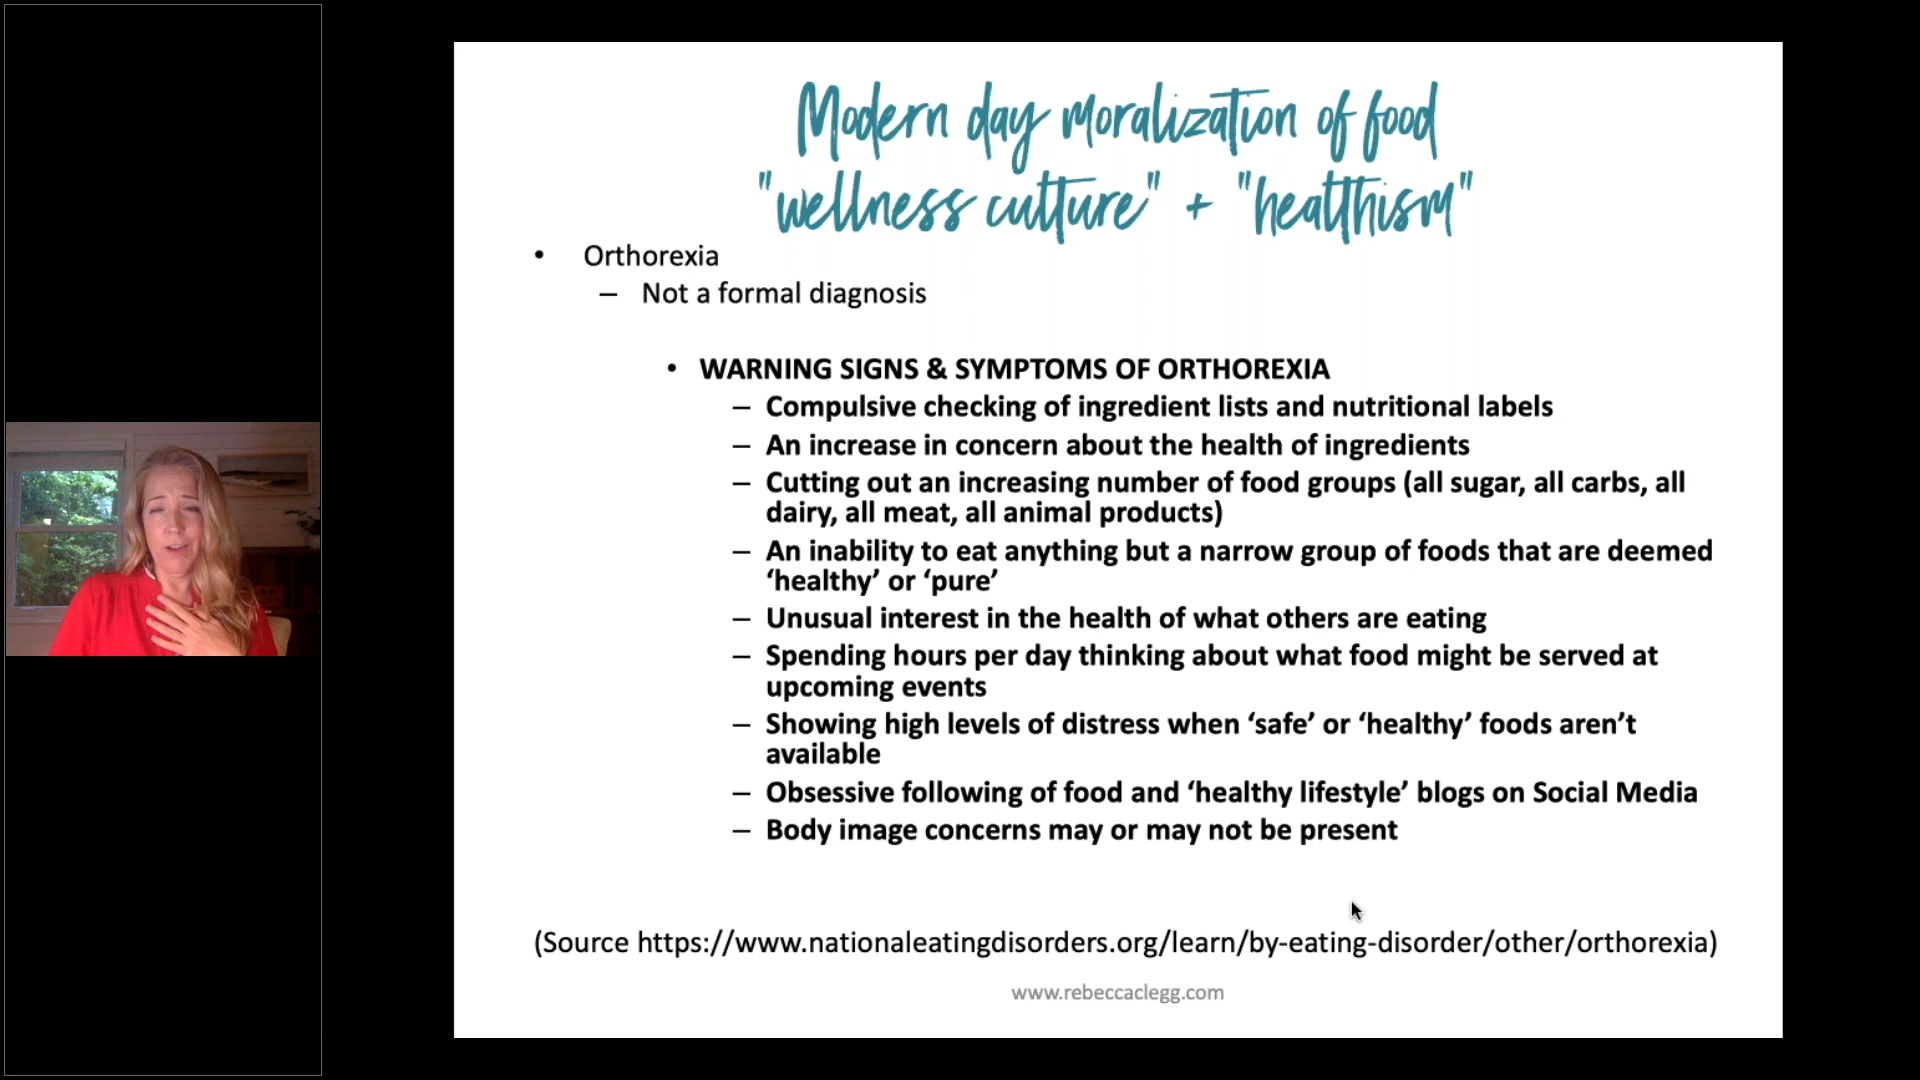 Modern day moralization of food
"wellness culture" + "healthism"
• Orthorexia
– Not a formal diagnosis
• WARNING SIGNS & SYMPTOMS OF ORTHOREXIA
– Compulsive checking of ingredient lists and nutritional labels
– An increase in concern about the health of ingredients
– Cutting out an increasing number of food groups (all sugar, all carbs, all
dairy, all meat, all animal products)
– An inability to eat anything but a narrow group of foods that are deemed
‘healthy’ or ‘pure’
– Unusual interest in the health of what others are eating
– Spending hours per day thinking about what food might be served at
upcoming events
– Showing high levels of distress when ‘safe’ or ‘healthy’ foods aren’t
available
– Obsessive following of food and ‘healthy lifestyle’ blogs on Social Media
– Body image concerns may or may not be present
(Source https://www.nationaleatingdisorders.org/learn/by-eating-disorder/other/orthorexia)
www.rebeccaclegg.com